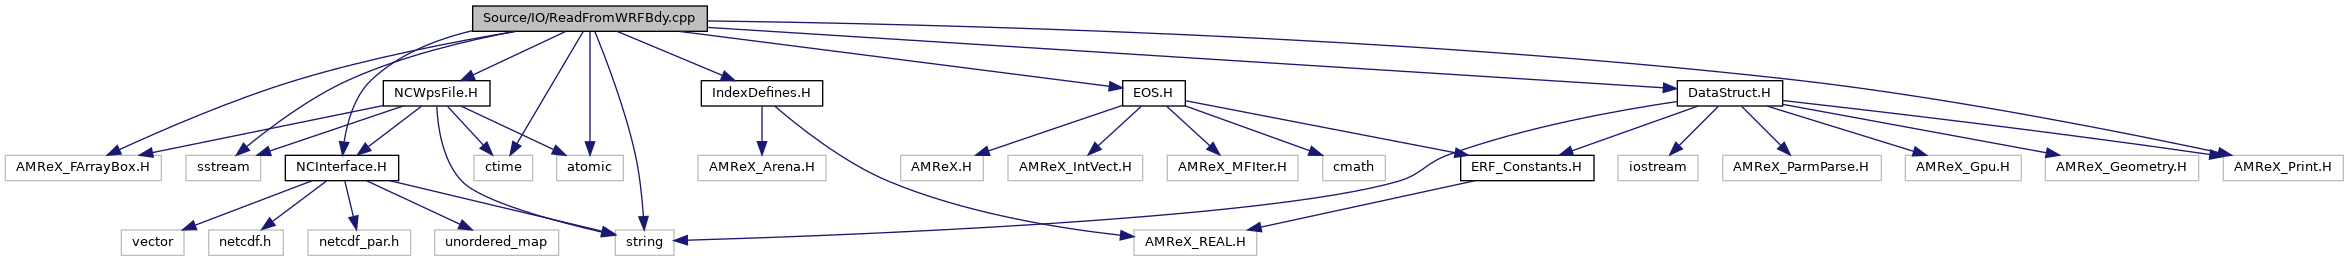 Source/IO/ReadFromWRFBdy.cpp
NCWpsFile.H
IndexDefines.H
EOS.H
DataStruct.H
AMReX_FArrayBox.H
sstream
NCInterface.H
ctime
atomic
AMReX_Arena.H
AMReX.H
AMReX_IntVect.H
AMReX_MFIter.H
cmath
ERF_Constants.H
iostream
AMReX_ParmParse.H
AMReX_Gpu.H
AMReX_Geometry.H
AMReX_Print.H
vector
netcdf.h
netcdf_par.h
unordered_map
string
AMReX_REAL.H